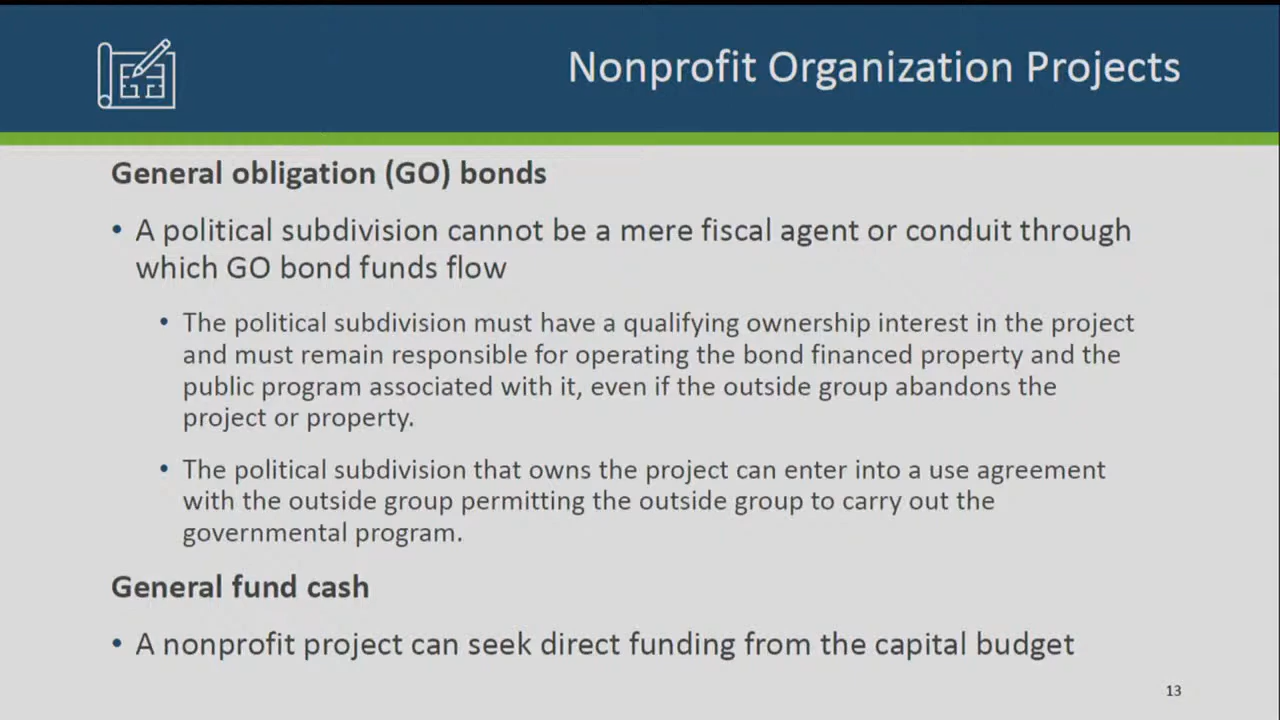 Nonprofit Organization Projects
General obligation (GO) bonds
• A political subdivision cannot be a mere fiscal agent or conduit through
which GO bond funds flow
• The political subdivision must have a qualifying ownership interest in the project
and must remain responsible for operating the bond financed property and the
public program associated with it, even if the outside group abandons the
project or property.
• The political subdivision that owns the project can enter into a use agreement
with the outside group permitting the outside group to carry out the
governmental program.
General fund cash
• A nonprofit project can seek direct funding from the capital budget
13